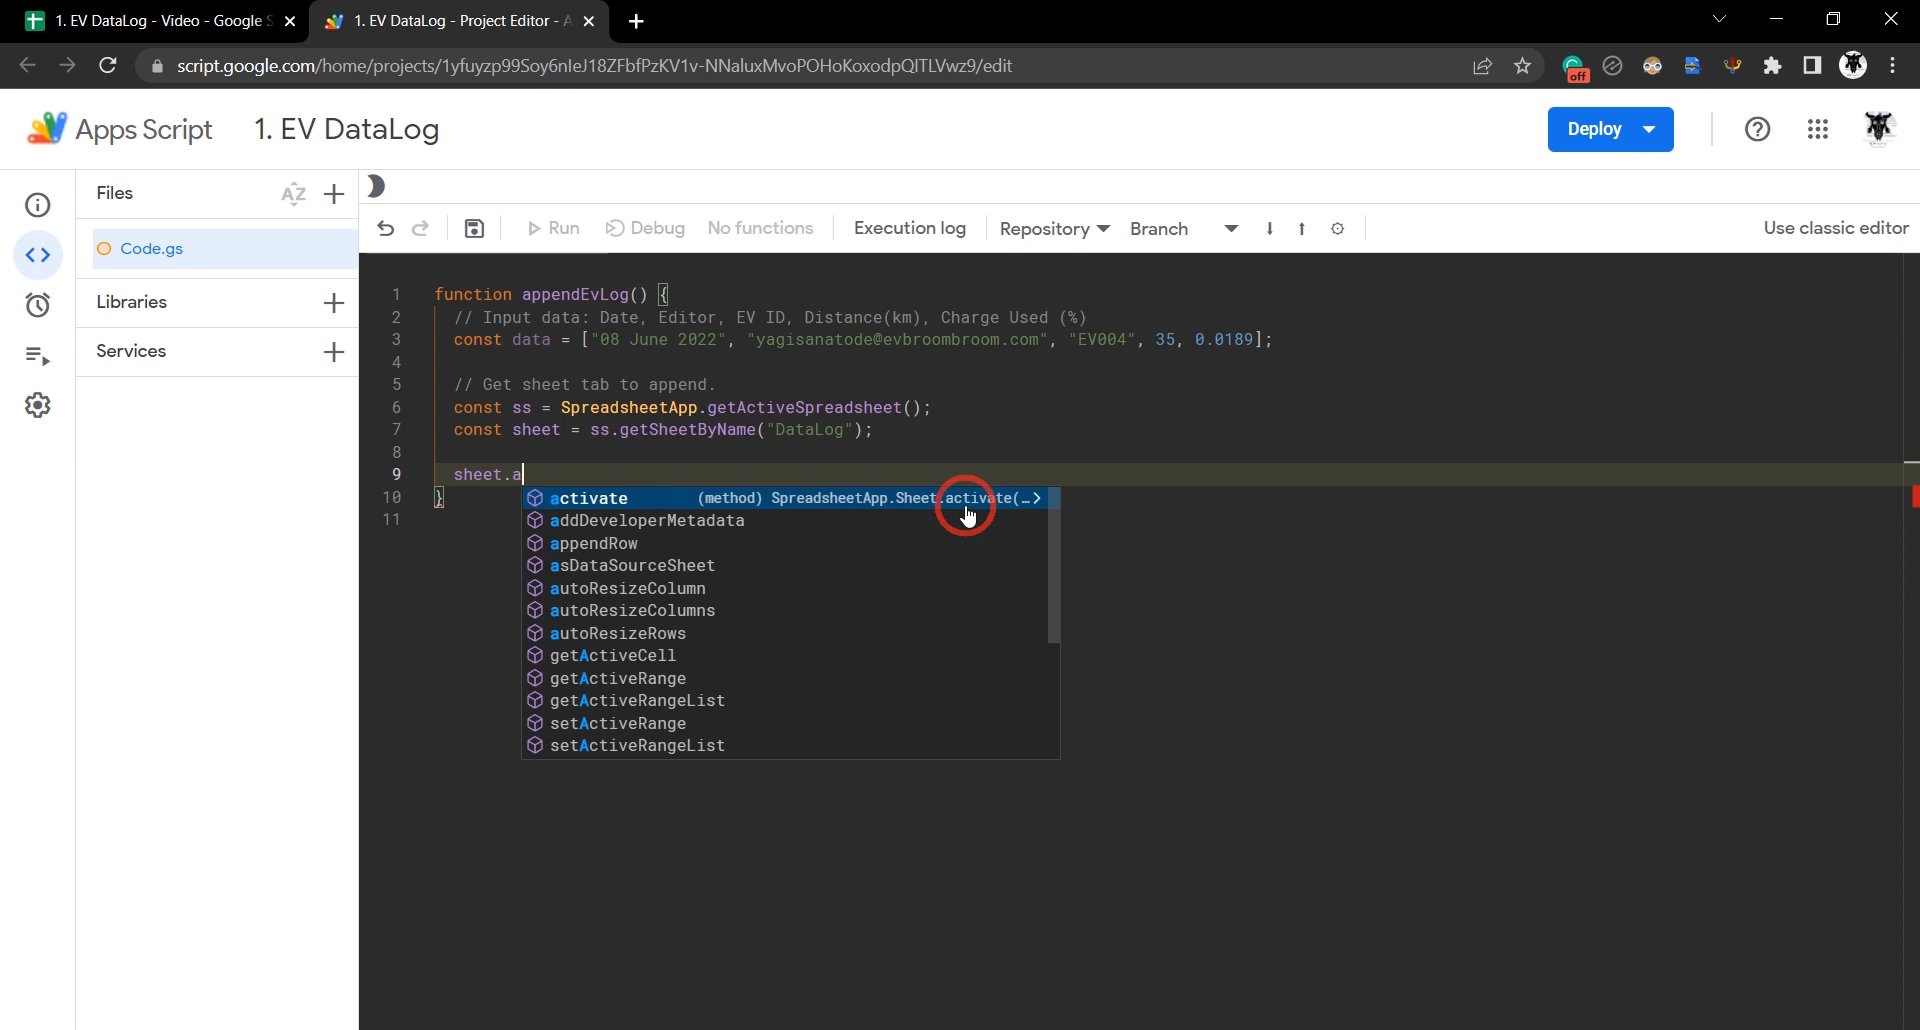 1. EV DataLog - Video - Google S
1. EV DataLog - Project Editor - A
script.google.com/home/projects/1yfuyzp99Soy6nleJ18ZFbfPzKV1v-NNaluxMvoPOHoKoxodpQITLVwz9/edit
off
Apps Script
1. EV DataLog
Deploy
Files
AZ
Code.gs
Libraries
Services
Run
Debug
No functions
Execution log
Repository
Branch
Use classic editor
1 function appendEvLog() {
2 // Input data: Date, Editor, EV ID, Distance(km), Charge Used (%)
3 const data = ["08 June 2022", "yagisanatode@evbroombroom.com", "EV004", 35, 0.0189];
4
5 // Get sheet tab to append.
6 const ss = SpreadsheetApp.getActiveSpreadsheet();
7 const sheet = ss.getSheetByName("DataLog");
8
9 sheet.a
10 }
11
activate (method) SpreadsheetApp.Sheet.activate(…
addDeveloperMetadata
appendRow
asDataSourceSheet
autoResizeColumn
autoResizeColumns
autoResizeRows
getActiveCell
getActiveRange
getActiveRangeList
setActiveRange
setActiveRangeList